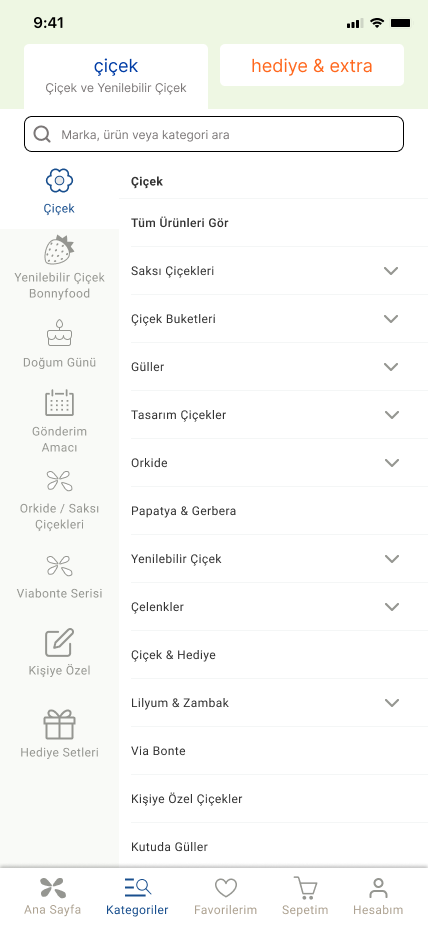 9:41
çiçek
Çiçek ve Yenilebilir Çiçek
hediye & extra
Marka, ürün veya kategori ara
Çiçek
Yenilebilir Çiçek
Bonnyfood
Doğum Günü
Gönderim
Amacı
Orkide / Saksı
Çiçekleri
Viabonte Serisi
Kişiye Özel
Hediye Setleri
Çiçek
Tüm Ürünleri Gör
Saksı Çiçekleri
Çiçek Buketleri
Güller
Tasarım Çiçekler
Orkide
Papatya & Gerbera
Yenilebilir Çiçek
Çelenkler
Çiçek & Hediye
Lilyum & Zambak
Via Bonte
Kişiye Özel Çiçekler
Kutuda Güller
Ana Sayfa
Kategoriler
Favorilerim
Sepetim
Hesabım